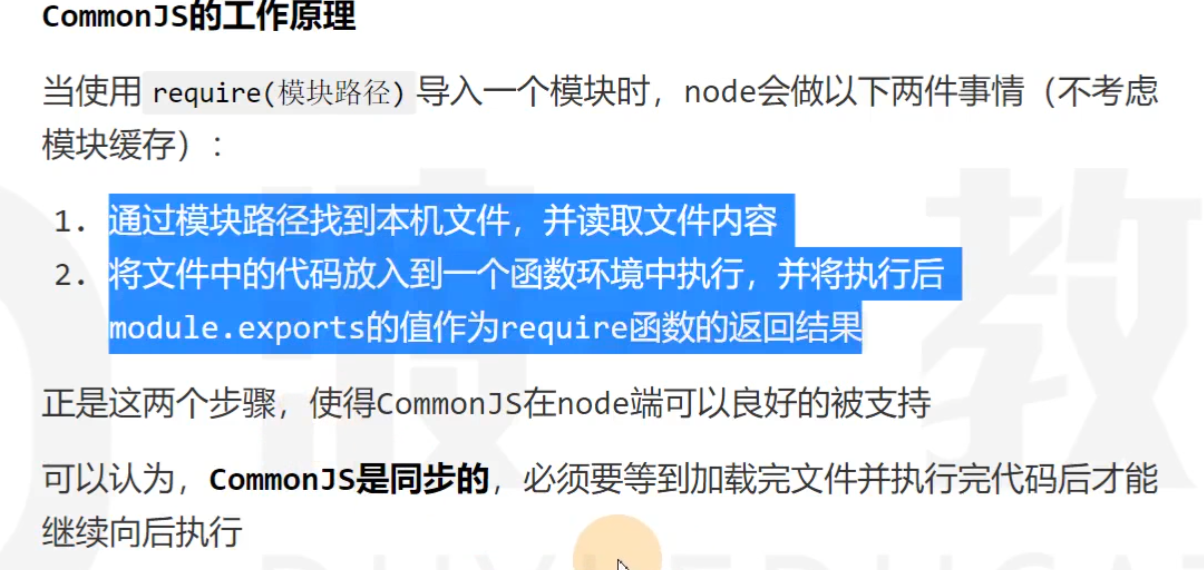 CommonJS的工作原理
当使用 require(模块路径) 导入一个模块时，node会做以下两件事情（不考虑
模块缓存）：
1. 通过模块路径找到本机文件，并读取文件内容
2. 将文件中的代码放入到一个函数环境中执行，并将执行后
module.exports的值作为require函数的返回结果
正是这两个步骤，使得CommonJS在node端可以良好的被支持
可以认为，CommonJS是同步的，必须要等到加载完文件并执行完代码后才能
继续向后执行